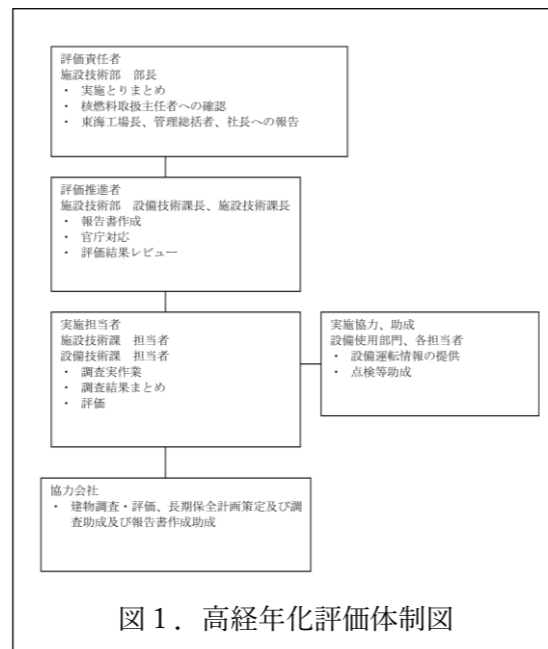 評価責任者
施設技術部　部長
・　実施とりまとめ
・　核燃料取扱主任者への確認
・　東海工場長、管理総括者、社長への報告
評価推進者
施設技術部　設備技術課長、施設技術課長
・　報告書作成
・　官庁対応
・　評価結果レビュー
実施担当者
施設技術課　担当者
設備技術課　担当者
・　調査実作業
・　調査結果まとめ
・　評価
実施協力、助成
設備使用部門、各担当者
・　設備運転情報の提供
・　点検等助成
協力会社
・　建物調査・評価、長期保全計画策定及び調
査助成及び報告書作成助成
図１．高経年化評価体制図